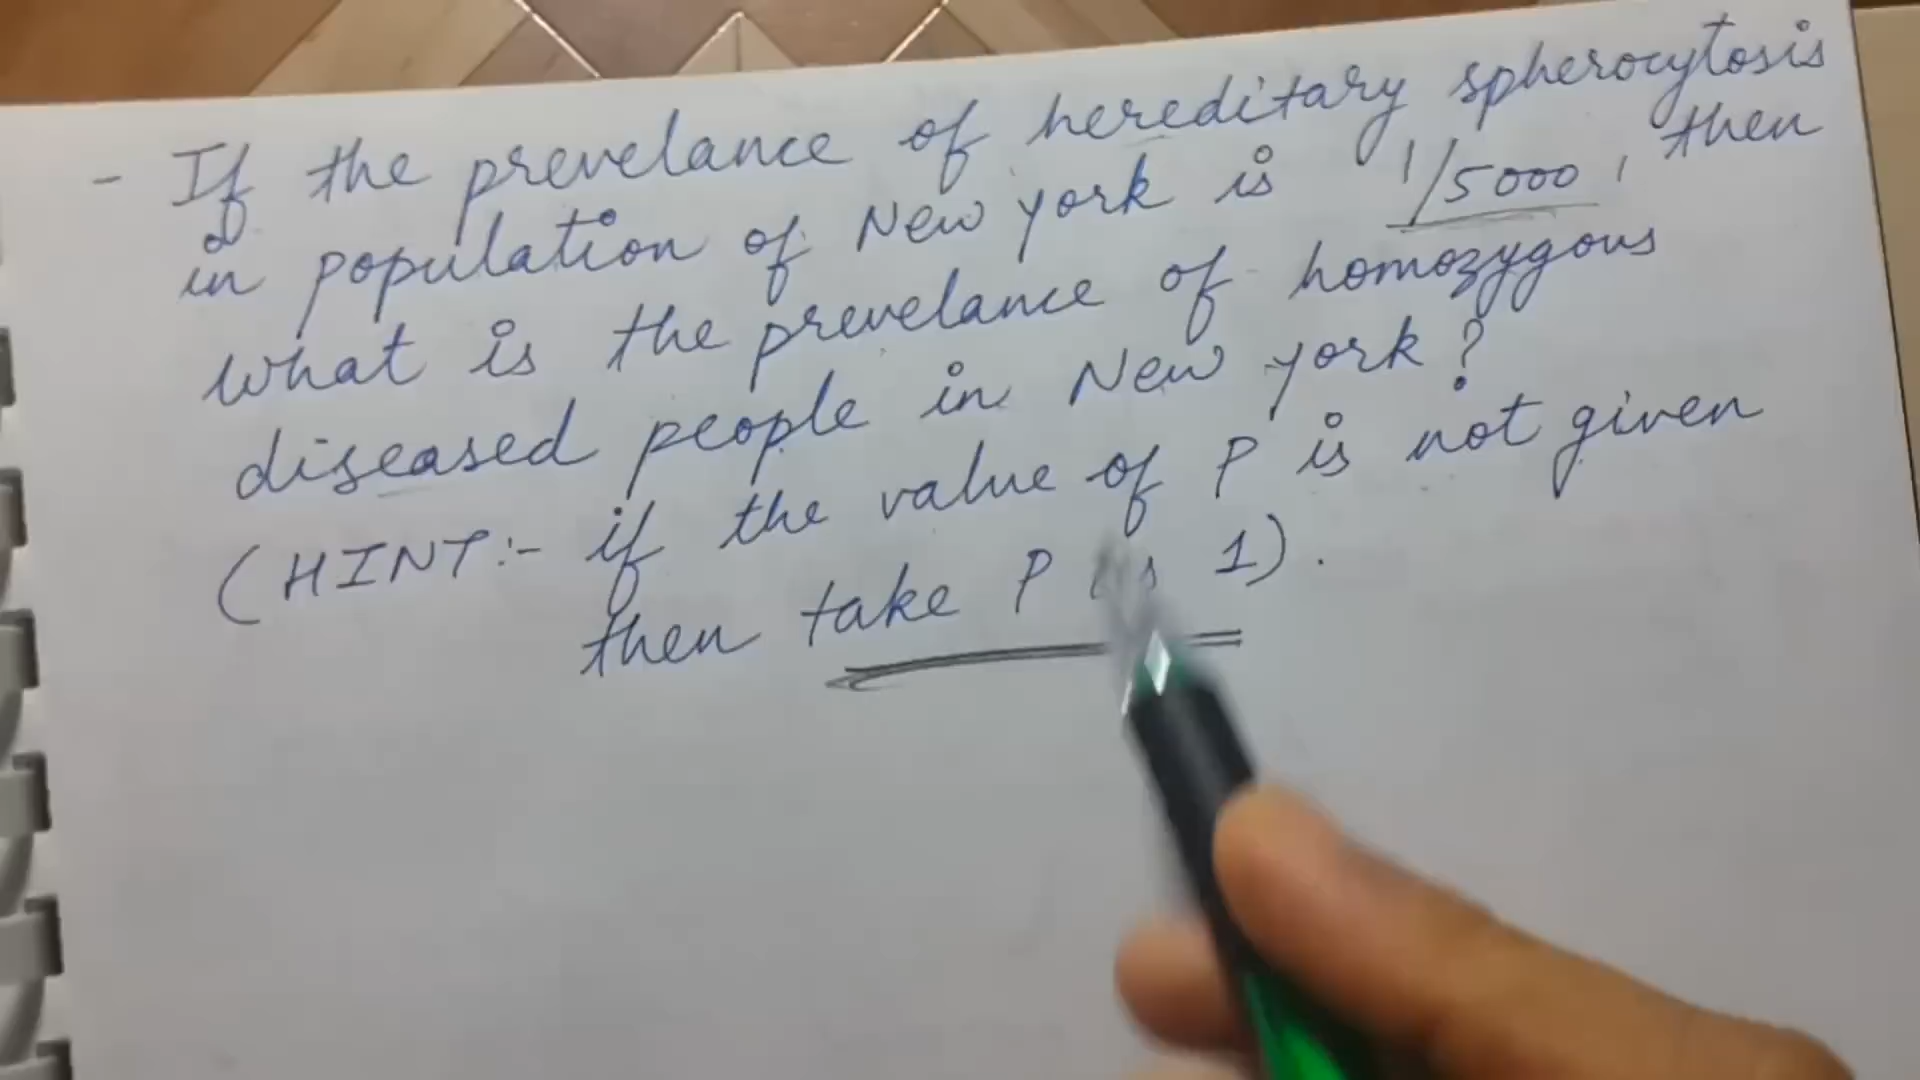 - If the prevelance of hereditary spherocytosis
in population of New York is 1/5000, then
what is the prevelance of homozygous
diseased people in New York?
(HINT:- if the value of P is not given
then take P is 1).